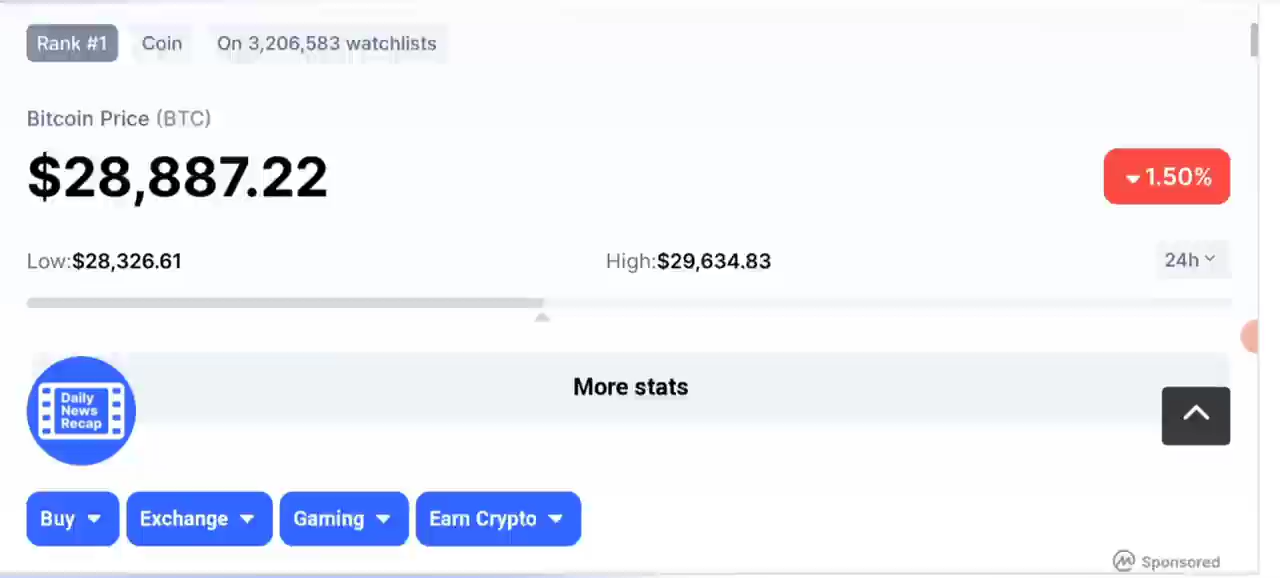 Rank #1 Coin On 3,206,583 watchlists
Bitcoin Price (BTC)
$28,887.22 1.50%
Low:$28,326.61 High:$29,634.83 24h
More stats
Daily
News
Recap
Buy Exchange Gaming Earn Crypto
Sponsored